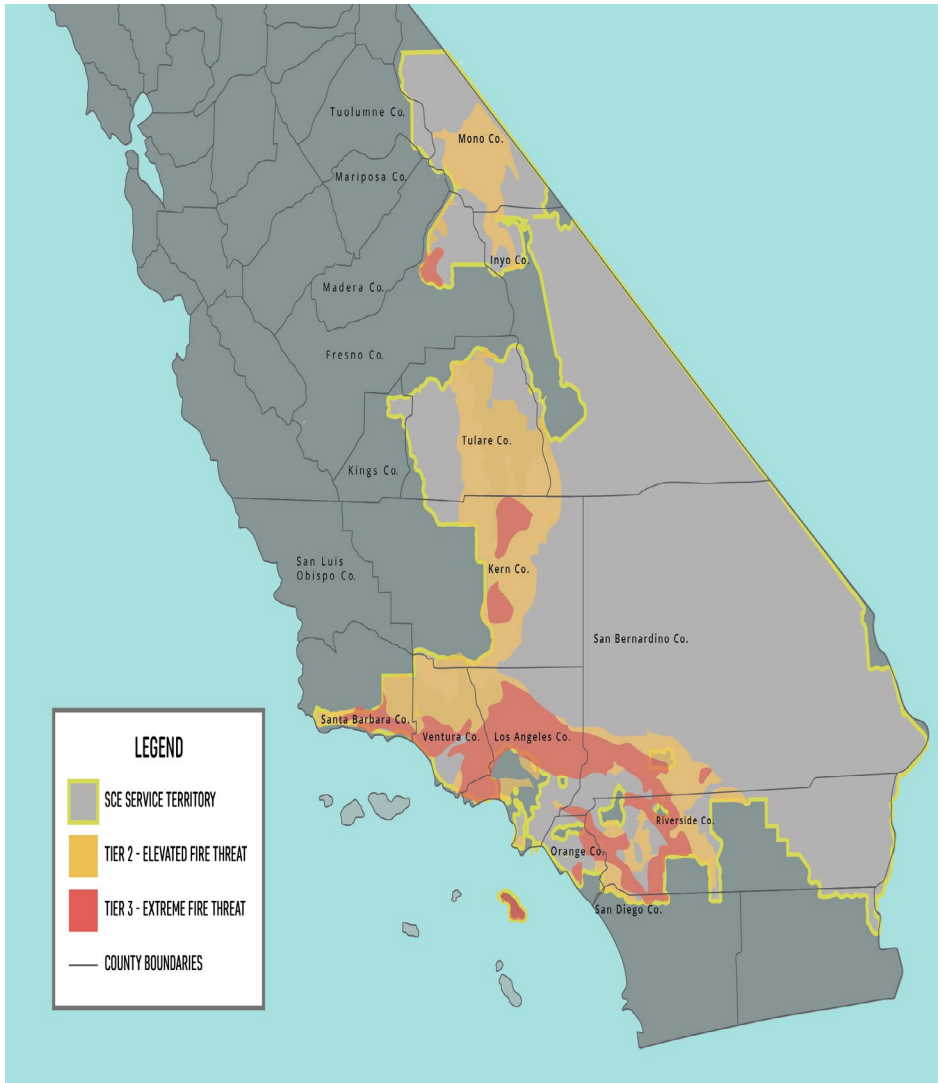 Tuolumne Co.
Mono Co.
Mariposa Co.
Inyo Co.
Madera Co.
Fresno Co.
Tulare Co.
Kings Co.
San Luis
Obispo Co.
Kern Co.
San Bernardino Co.
Santa Barbara Co.
Ventura Co.
Los Angeles Co.
Riverside Co.
Orange Co.
San Diego Co.
LEGEND
SCE SERVICE TERRITORY
TIER 2 - ELEVATED FIRE THREAT
TIER 3 - EXTREME FIRE THREAT
COUNTY BOUNDARIES